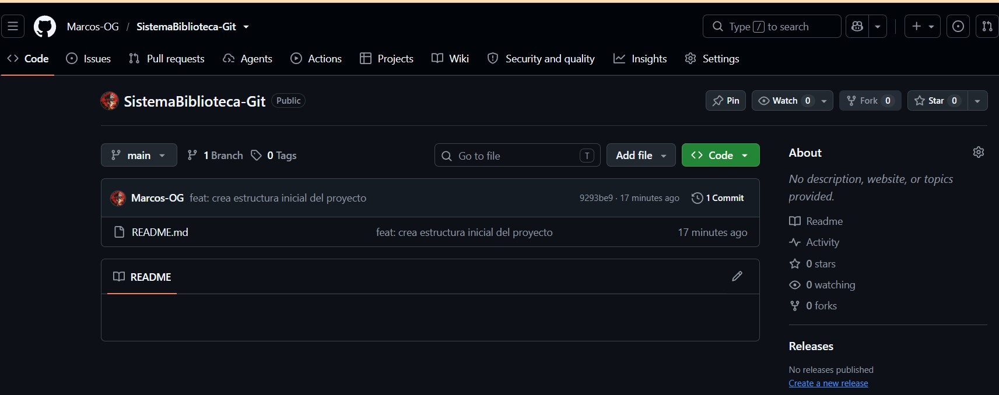 Marcos-OG / SistemaBiblioteca-Git
Type / to search
Code Issues Pull requests Agents Actions Projects Wiki Security and quality Insights Settings
SistemaBiblioteca-Git Public
Pin Watch 0 Fork 0 Star 0
main 1 Branch 0 Tags Go to file T Add file Code
Marcos-OG feat: crea estructura inicial del proyecto 9293be9 · 17 minutes ago 1 Commit
README.md feat: crea estructura inicial del proyecto 17 minutes ago
README
About
No description, website, or topics
provided.
Readme
Activity
0 stars
0 watching
0 forks
Releases
No releases published
Create a new release